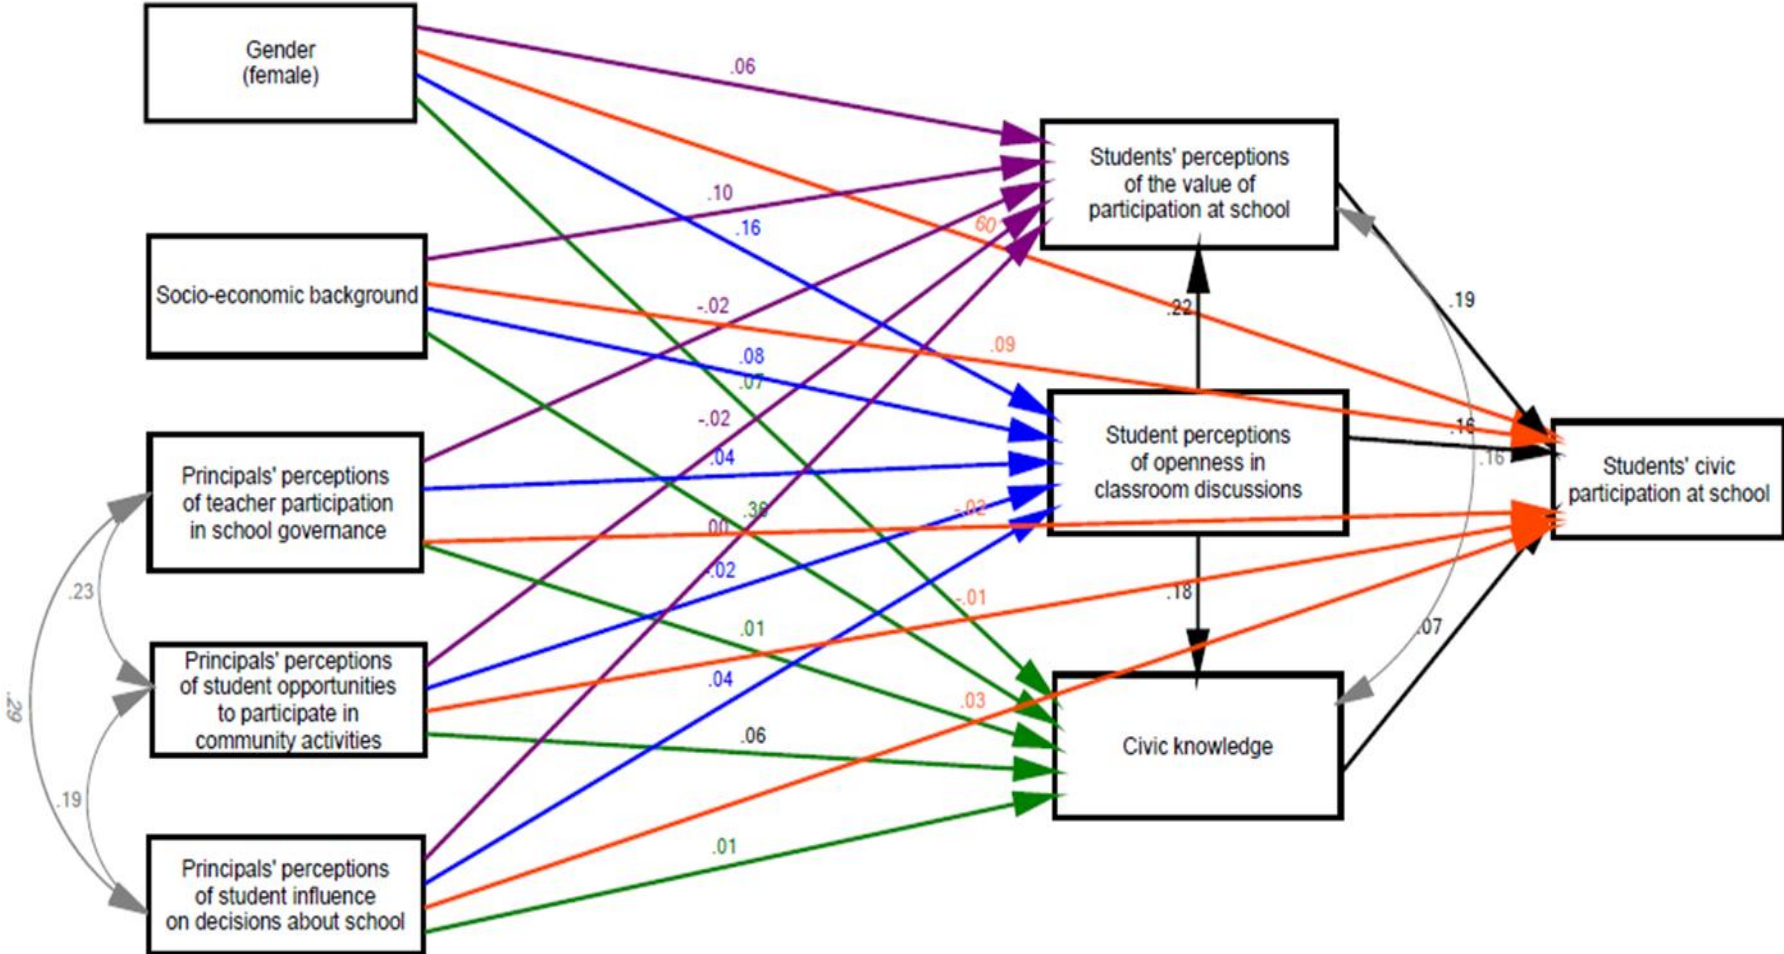 Gender
(female)
.06
Students' perceptions
of the value of
participation at school
.10
.16
60
Socio-economic background
-.02
.22
.19
.09
.08
.07
-.02
.04
Principals' perceptions
of teacher participation
in school governance
Student perceptions
of openness in
classroom discussions
.16
.16
Students' civic
participation at school
-.02
.00
.02
.23
-.01
.18
.01
.07
Principals' perceptions
of student opportunities
to participate in
community activities
.29
.04
.03
.06
Civic knowledge
.19
.01
Principals' perceptions
of student influence
on decisions about school